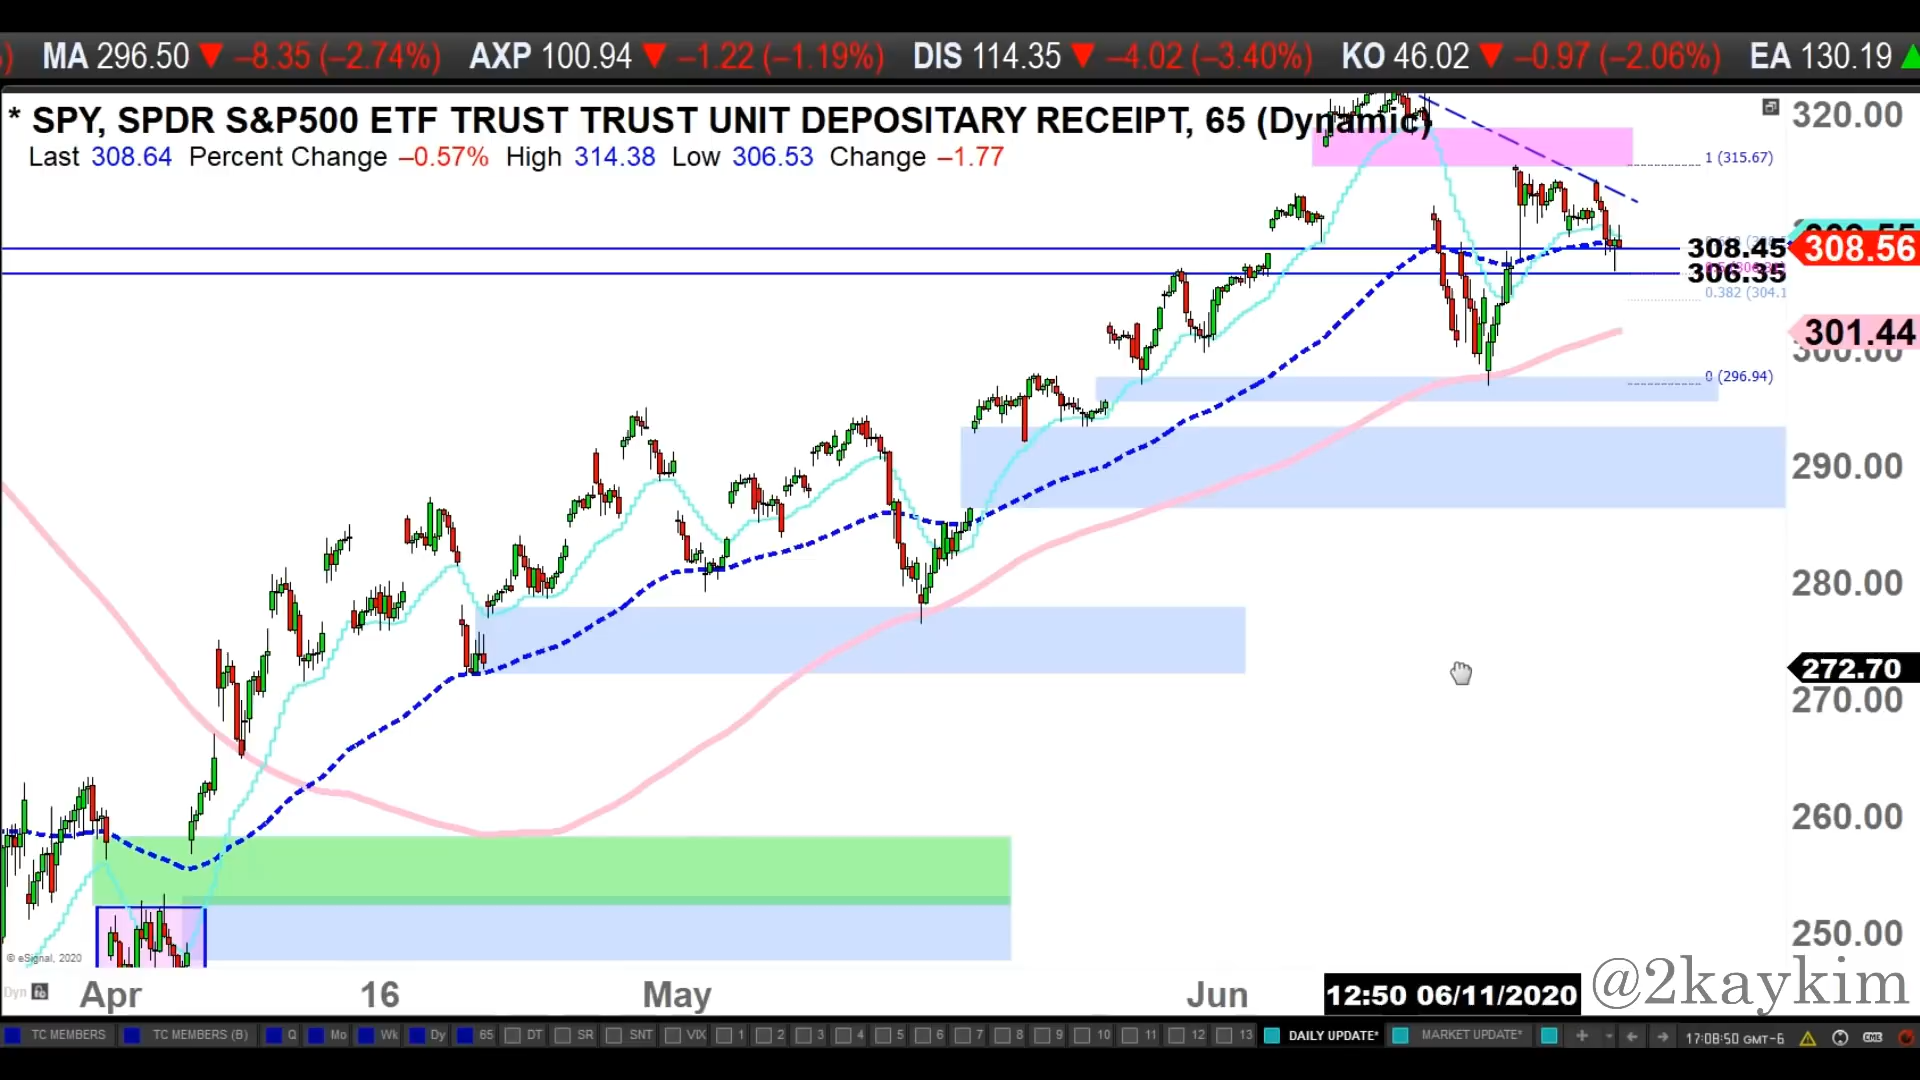 MA 296.50 ▼ –8.35 (–2.74%) AXP 100.94 ▼ –1.22 (–1.19%) DIS 114.35 ▼ –4.02 (–3.40%) KO 46.02 ▼ –0.97 (–2.06%) EA 130.19 ▲
* SPY, SPDR S&P500 ETF TRUST TRUST UNIT DEPOSITARY RECEIPT, 65 (Dynamic)
Last 308.64 Percent Change –0.57% High 314.38 Low 306.53 Change –1.77
320.00
1 (315.67)
308.45
308.56
306.35
0.382 (304.1
301.44
300.00
0 (296.94)
290.00
280.00
272.70
270.00
260.00
250.00
© eSignal, 2020
Dyn
Apr 16 May Jun 12:50 06/11/2020
@2kaykim
TC MEMBERS TC MEMBERS (B) Q Mo Wk Dy 65 DT SR SNT VIX 1 2 3 4 5 6 7 8 9 10 11 12 13 DAILY UPDATE* MARKET UPDATE* 17:08:50 GMT-6 CME